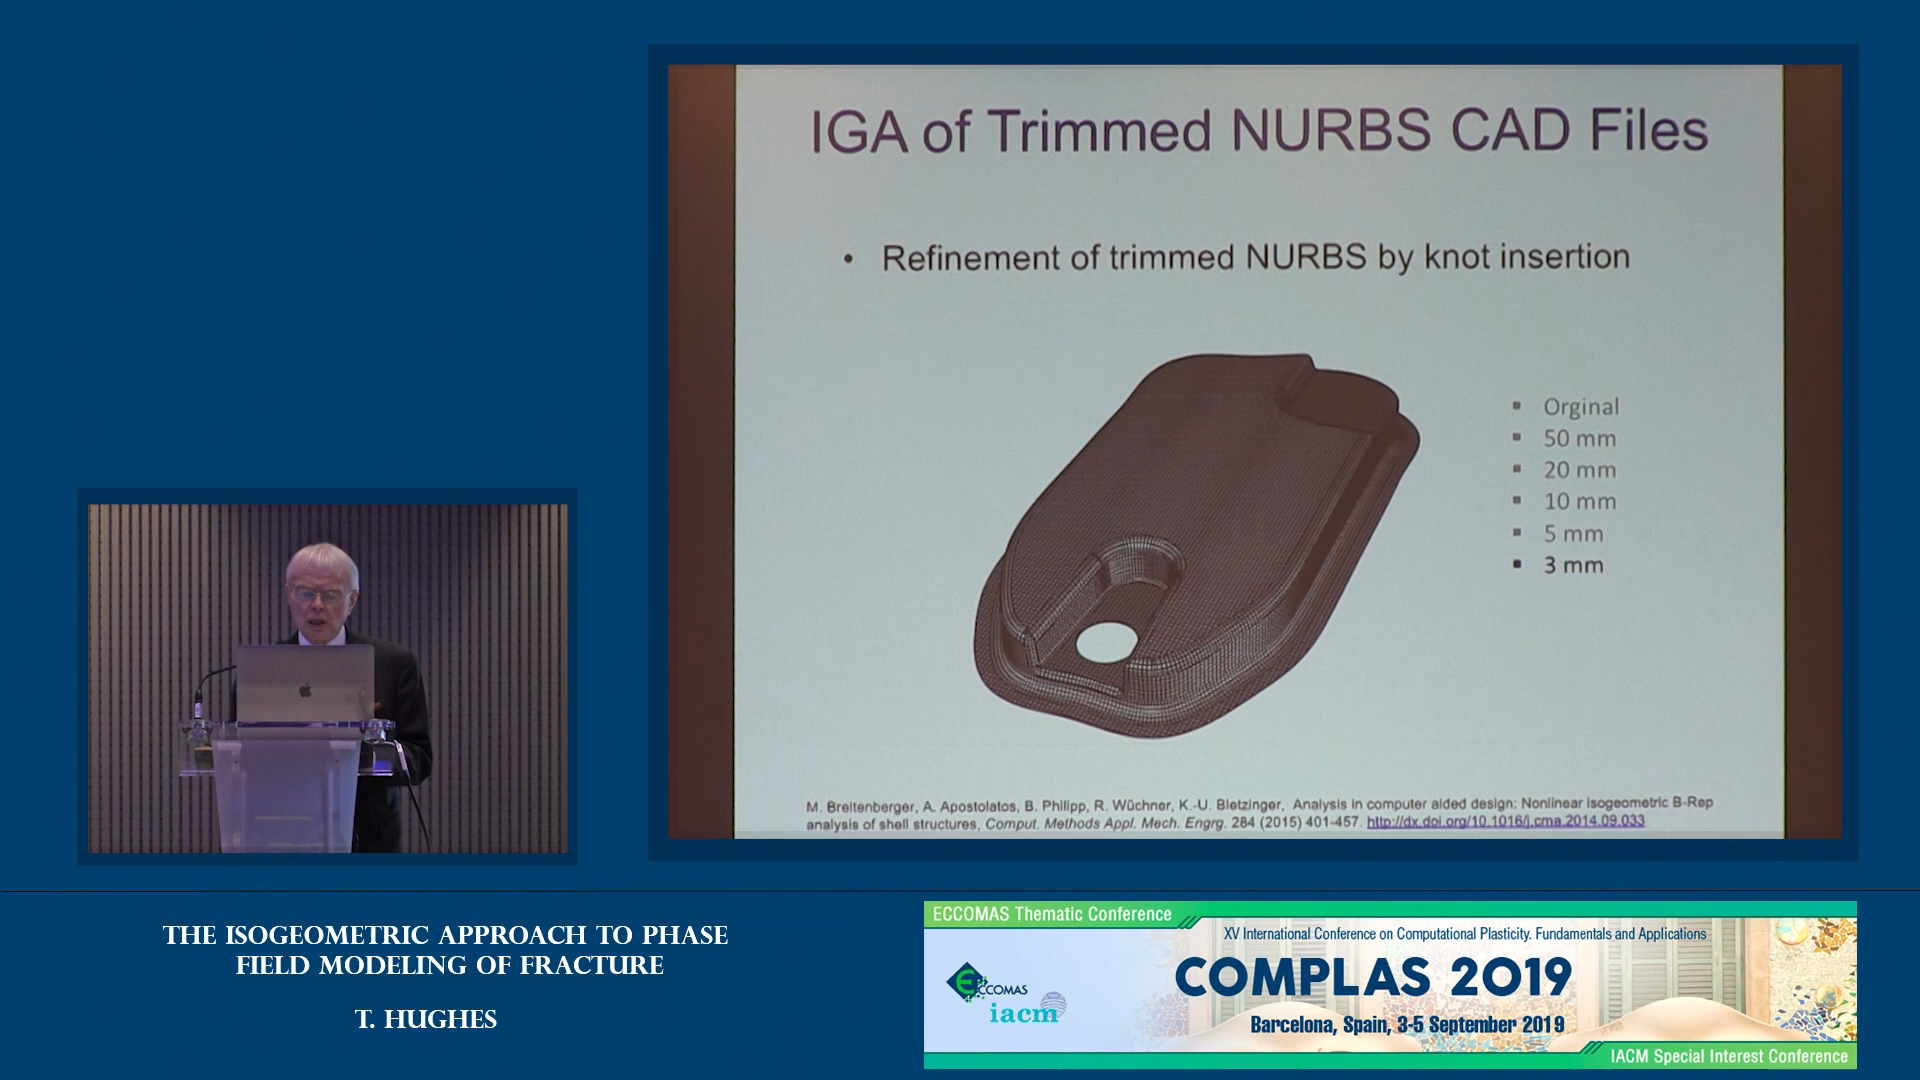 IGA of Trimmed NURBS CAD Files
• Refinement of trimmed NURBS by knot insertion
▪ Orginal
▪ 50 mm
▪ 20 mm
▪ 10 mm
▪ 5 mm
▪ 3 mm
M. Breitenberger, A. Apostolatos, B. Philipp, R. Wüchner, K.-U. Bletzinger, Analysis in computer aided design: Nonlinear isogeometric B-Rep
analysis of shell structures, Comput. Methods Appl. Mech. Engrg. 284 (2015) 401-457. http://dx.doi.org/10.1016/j.cma.2014.09.033
THE ISOGEOMETRIC APPROACH TO PHASE
FIELD MODELING OF FRACTURE
T. HUGHES
ECCOMAS Thematic Conference
XV International Conference on Computational Plasticity. Fundamentals and Applications
COMPLAS 2019
ECCOMAS
iacm
Barcelona, Spain, 3-5 September 2019
IACM Special Interest Conference